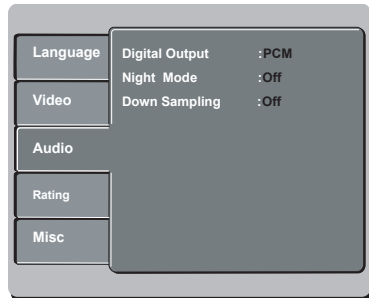 Language
Video
Audio
Rating
Misc
Digital Output :PCM
Night Mode :Off
Down Sampling :Off